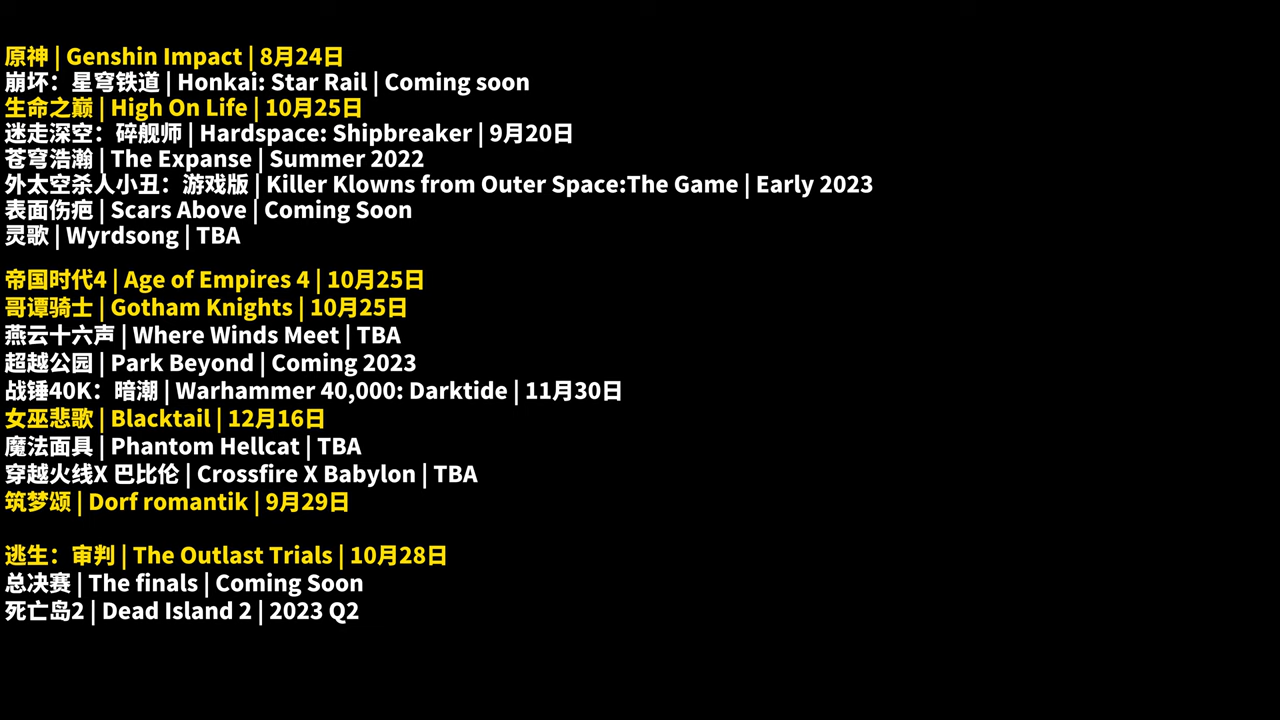 原神 | Genshin Impact | 8月24日
崩坏：星穹铁道 | Honkai: Star Rail | Coming soon
生命之巅 | High On Life | 10月25日
迷走深空：碎舰师 | Hardspace: Shipbreaker | 9月20日
苍穹浩瀚 | The Expanse | Summer 2022
外太空杀人小丑：游戏版 | Killer Klowns from Outer Space:The Game | Early 2023
表面伤疤 | Scars Above | Coming Soon
灵歌 | Wyrdsong | TBA
帝国时代4 | Age of Empires 4 | 10月25日
哥谭骑士 | Gotham Knights | 10月25日
燕云十六声 | Where Winds Meet | TBA
超越公园 | Park Beyond | Coming 2023
战锤40K：暗潮 | Warhammer 40,000: Darktide | 11月30日
女巫悲歌 | Blacktail | 12月16日
魔法面具 | Phantom Hellcat | TBA
穿越火线X 巴比伦 | Crossfire X Babylon | TBA
筑梦颂 | Dorf romantik | 9月29日
逃生：审判 | The Outlast Trials | 10月28日
总决赛 | The finals | Coming Soon
死亡岛2 | Dead Island 2 | 2023 Q2